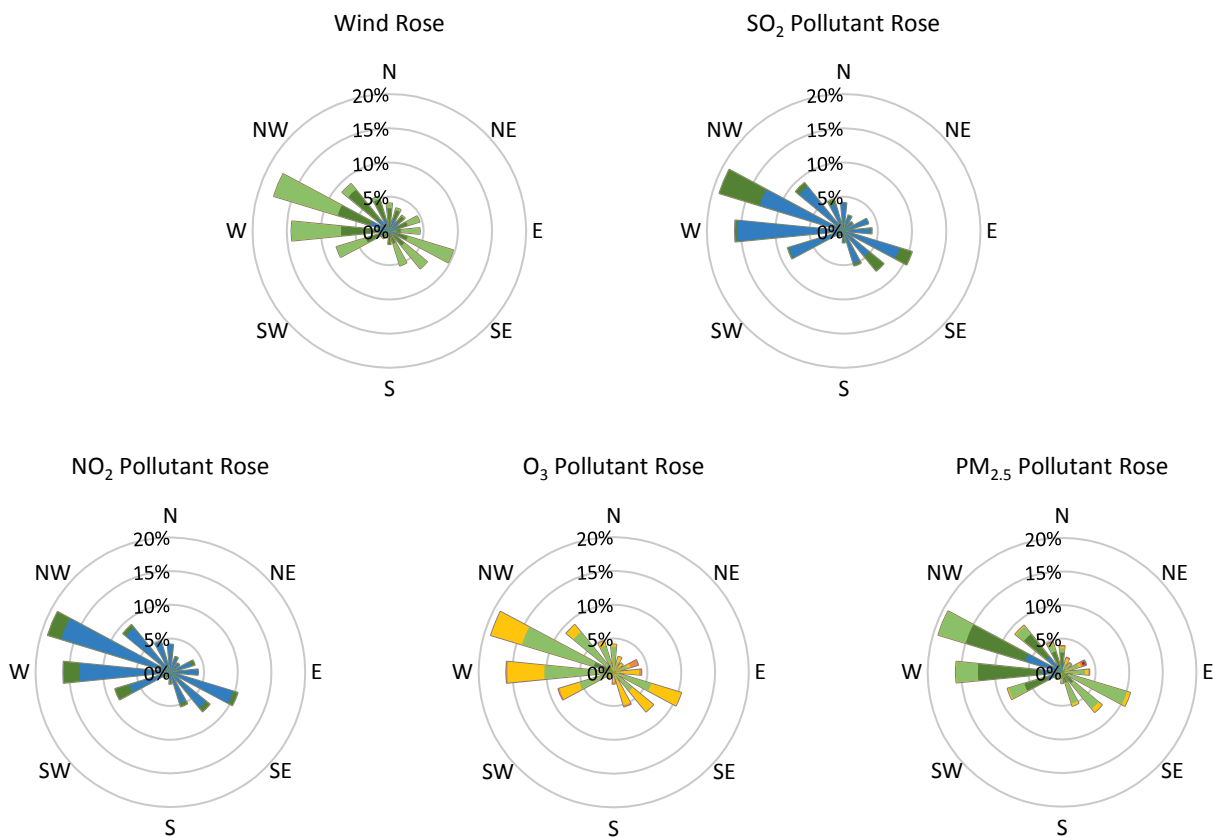 Wind Rose
N
20%
NW
NE
15%
10%
5%
W
0%
E
SW
SE
S
SO₂ Pollutant Rose
N
20%
NW
NE
15%
10%
5%
W
0%
E
SW
SE
S
NO₂ Pollutant Rose
N
20%
NW
NE
15%
10%
5%
W
0%
E
SW
SE
S
O₃ Pollutant Rose
N
20%
NW
NE
15%
10%
5%
W
0%
E
SW
SE
S
PM₂.₅ Pollutant Rose
N
20%
NW
NE
15%
10%
5%
W
0%
E
SW
SE
S